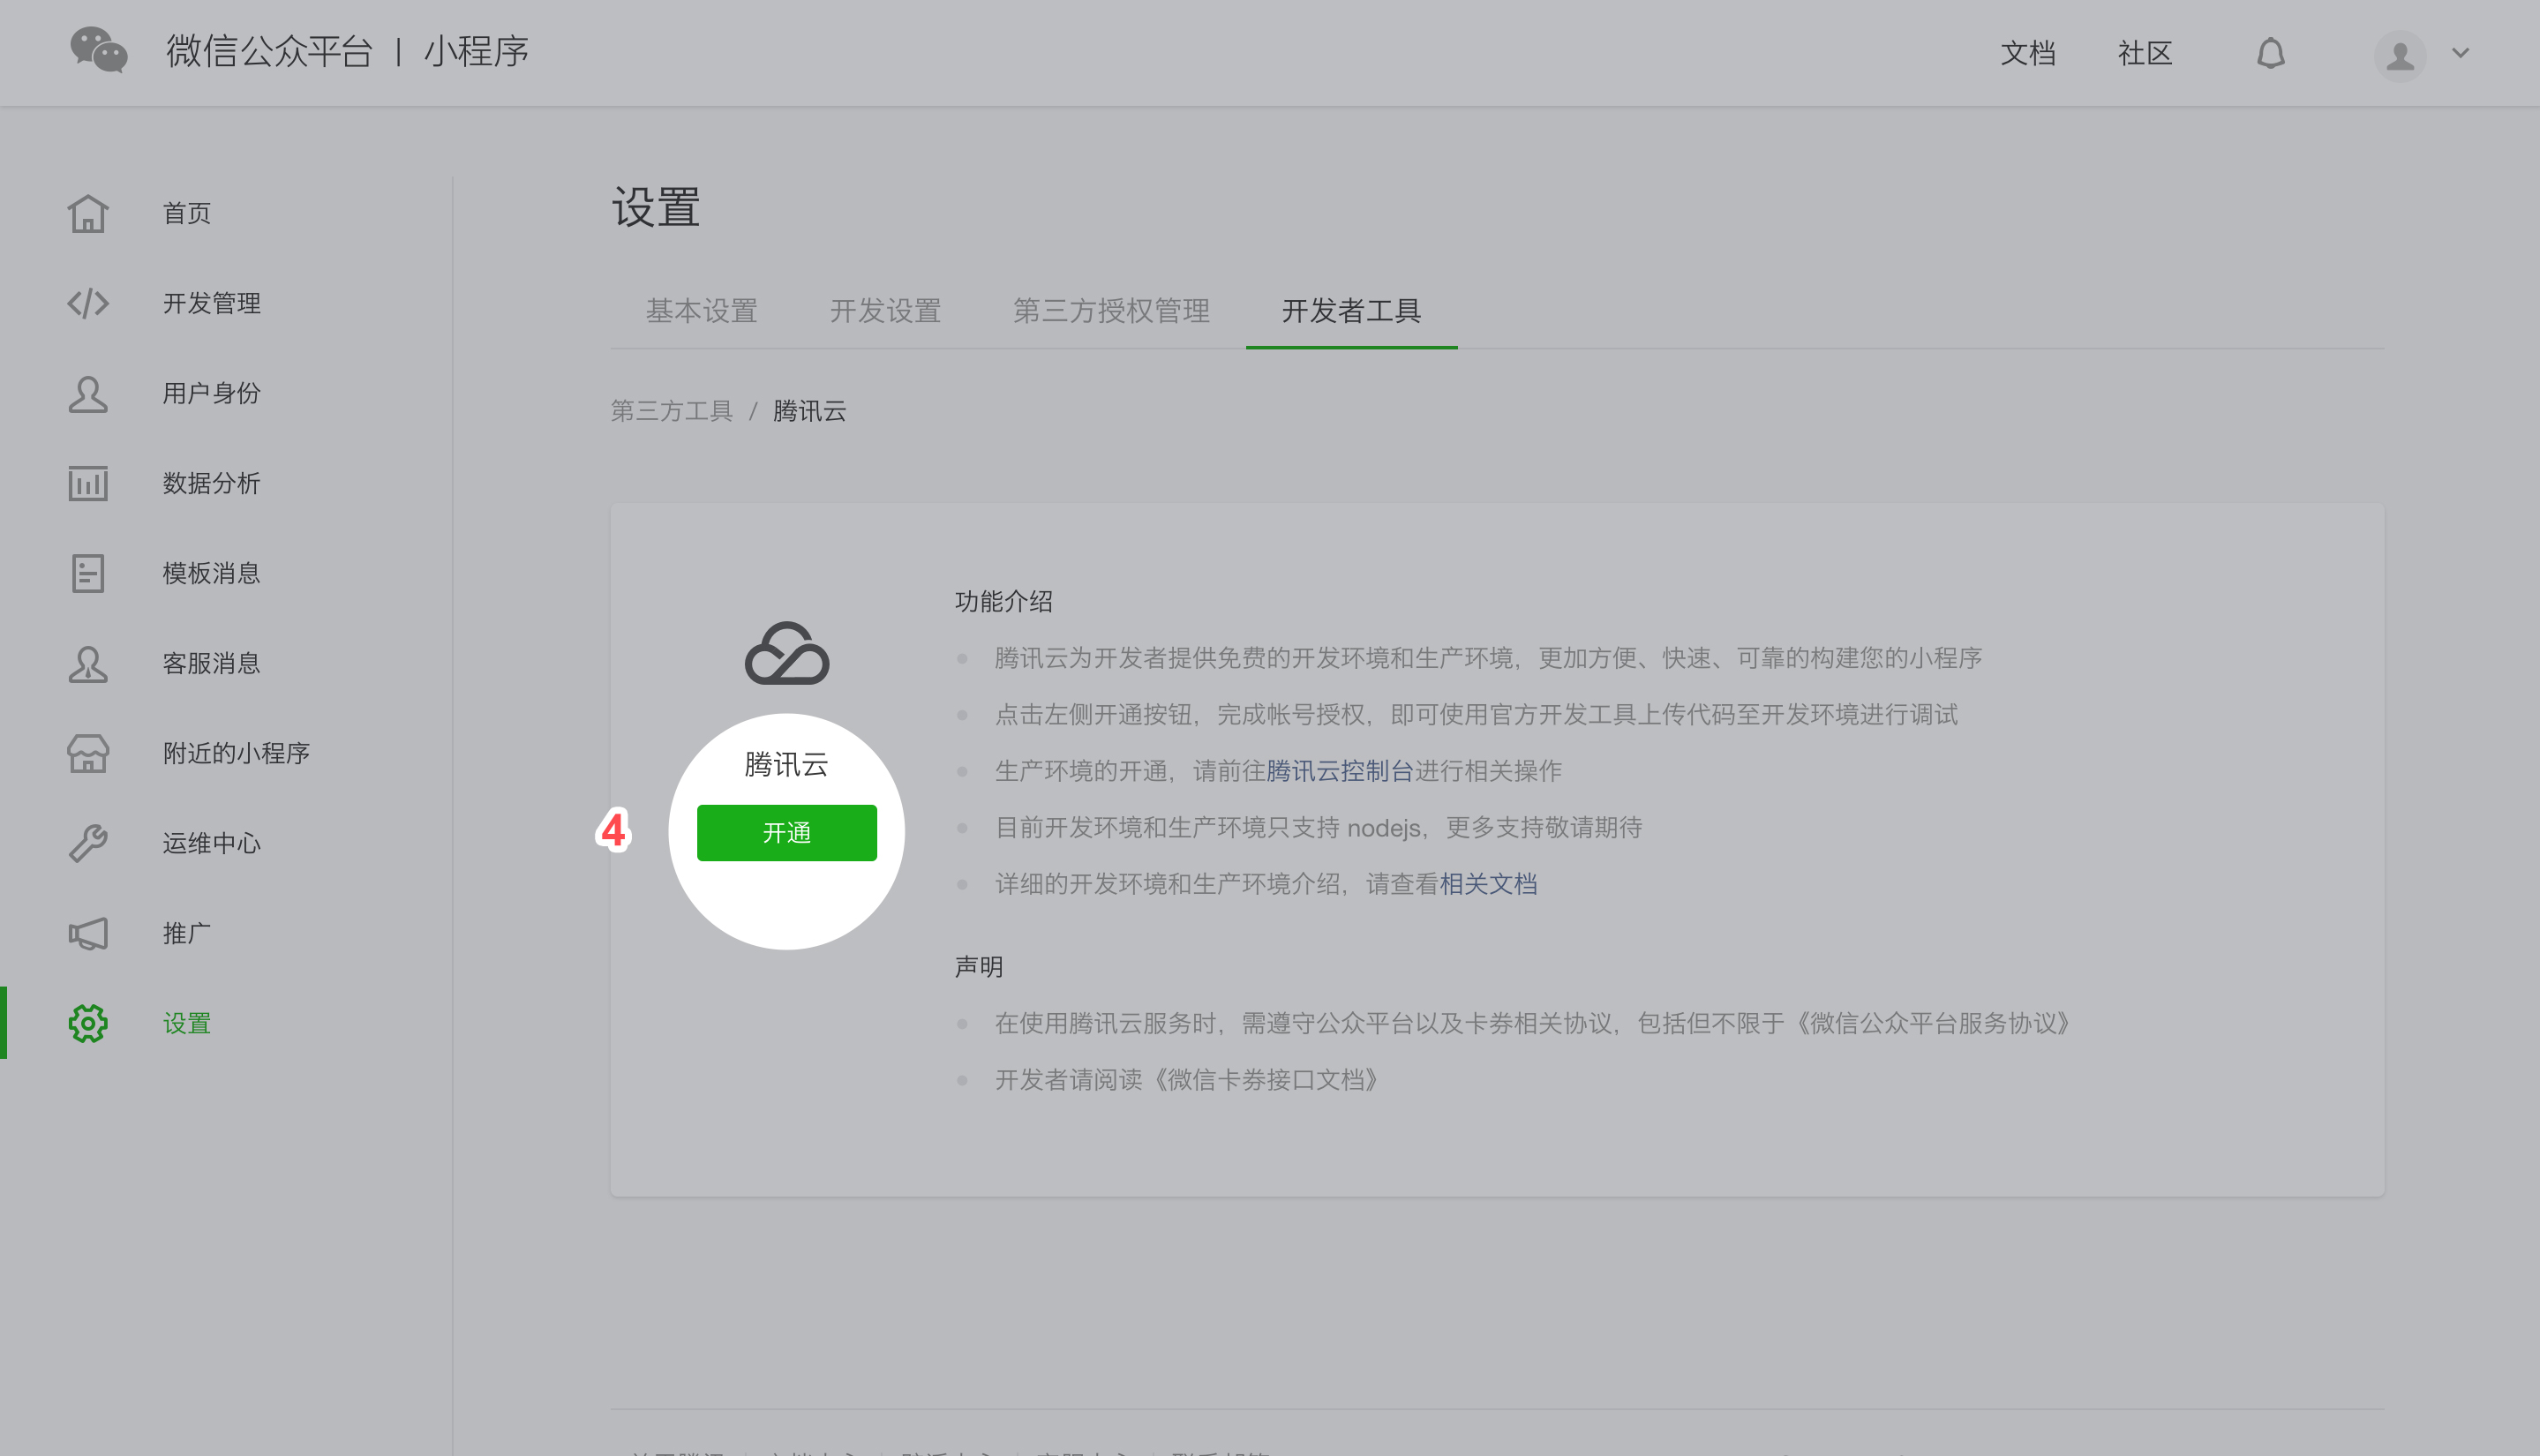 微信公众平台 | 小程序
文档
社区
首页
开发管理
用户身份
数据分析
模板消息
客服消息
附近的小程序
运维中心
推广
设置
设置
基本设置
开发设置
第三方授权管理
开发者工具
第三方工具 / 腾讯云
腾讯云
4
开通
功能介绍
腾讯云为开发者提供免费的开发环境和生产环境，更加方便、快速、可靠的构建您的小程序
点击左侧开通按钮，完成帐号授权，即可使用官方开发工具上传代码至开发环境进行调试
生产环境的开通，请前往腾讯云控制台进行相关操作
目前开发环境和生产环境只支持 nodejs，更多支持敬请期待
详细的开发环境和生产环境介绍，请查看相关文档
声明
在使用腾讯云服务时，需遵守公众平台以及卡券相关协议，包括但不限于《微信公众平台服务协议》
开发者请阅读《微信卡券接口文档》